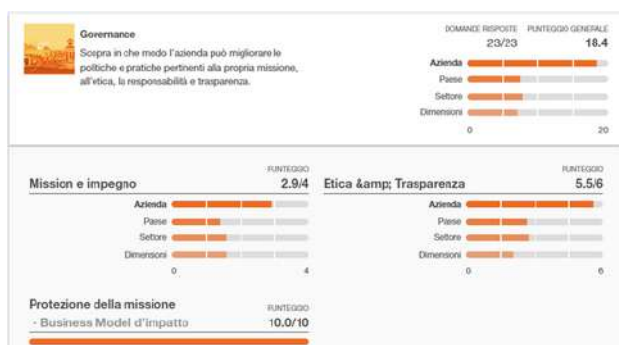 Governance
Scopra in che modo l'azienda può migliorare le
politiche e pratiche pertinenti alla propria missione,
all'etica, la responsabilità e trasparenza.
DOMANDE RISPOSTE PUNTEGGIO GENERALE
23/23 18.4
Azienda
Paese
Settore
Dimensioni
0 20
PUNTEGGIO
Mission e impegno 2.9/4
Azienda
Paese
Settore
Dimensioni
0 4
PUNTEGGIO
Etica &amp; Trasparenza 5.5/6
Azienda
Paese
Settore
Dimensioni
0 6
Protezione della missione PUNTEGGIO
- Business Model d'impatto 10.0/10